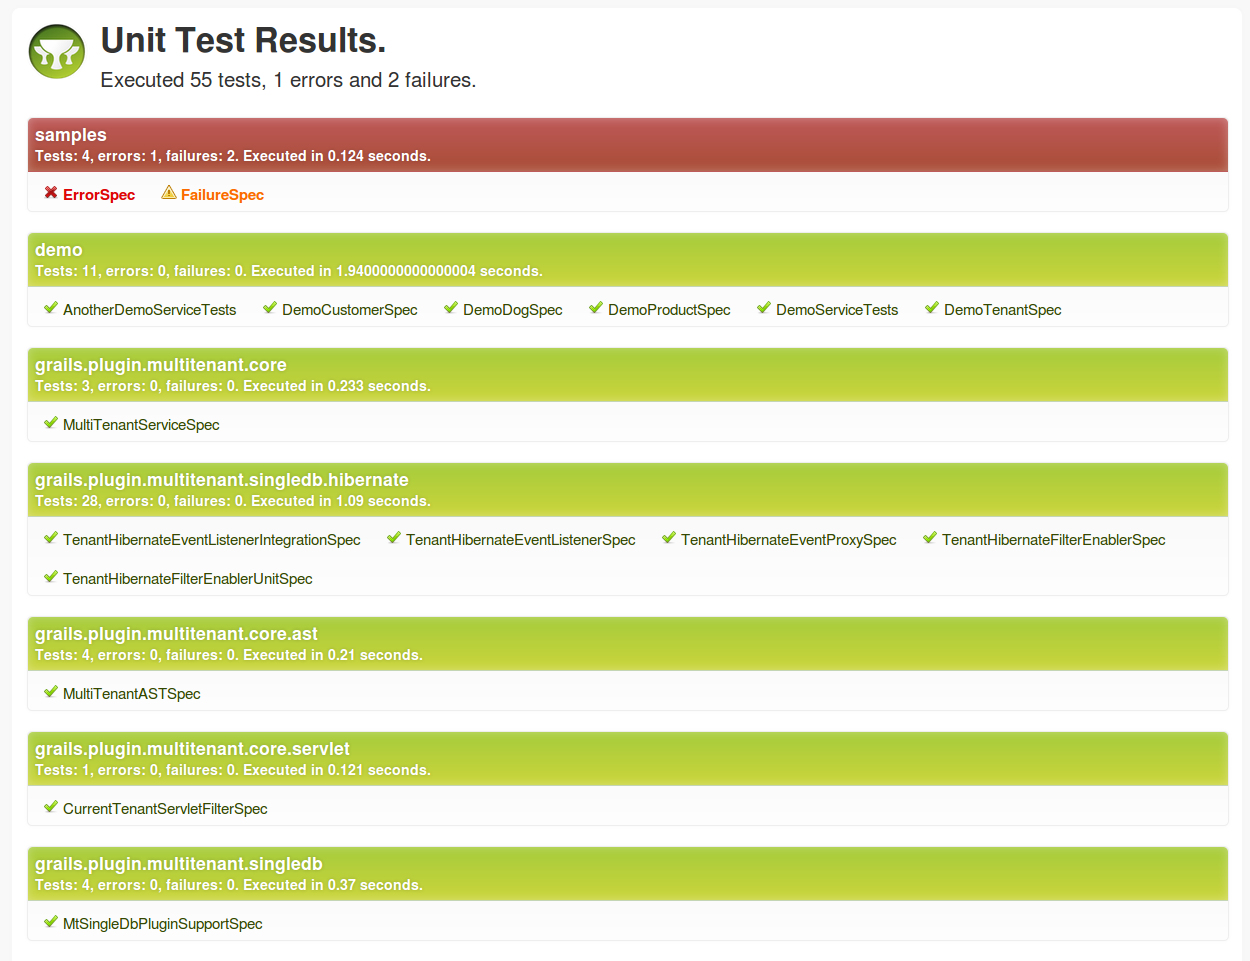 Unit Test Results.
Executed 55 tests, 1 errors and 2 failures.
samples
Tests: 4, errors: 1, failures: 2. Executed in 0.124 seconds.
ErrorSpec FailureSpec
demo
Tests: 11, errors: 0, failures: 0. Executed in 1.9400000000000004 seconds.
AnotherDemoServiceTests DemoCustomerSpec DemoDogSpec DemoProductSpec DemoServiceTests DemoTenantSpec
grails.plugin.multitenant.core
Tests: 3, errors: 0, failures: 0. Executed in 0.233 seconds.
MultiTenantServiceSpec
grails.plugin.multitenant.singledb.hibernate
Tests: 28, errors: 0, failures: 0. Executed in 1.09 seconds.
TenantHibernateEventListenerIntegrationSpec TenantHibernateEventListenerSpec TenantHibernateEventProxySpec TenantHibernateFilterEnablerSpec
TenantHibernateFilterEnablerUnitSpec
grails.plugin.multitenant.core.ast
Tests: 4, errors: 0, failures: 0. Executed in 0.21 seconds.
MultiTenantASTSpec
grails.plugin.multitenant.core.servlet
Tests: 1, errors: 0, failures: 0. Executed in 0.121 seconds.
CurrentTenantServletFilterSpec
grails.plugin.multitenant.singledb
Tests: 4, errors: 0, failures: 0. Executed in 0.37 seconds.
MtSingleDbPluginSupportSpec